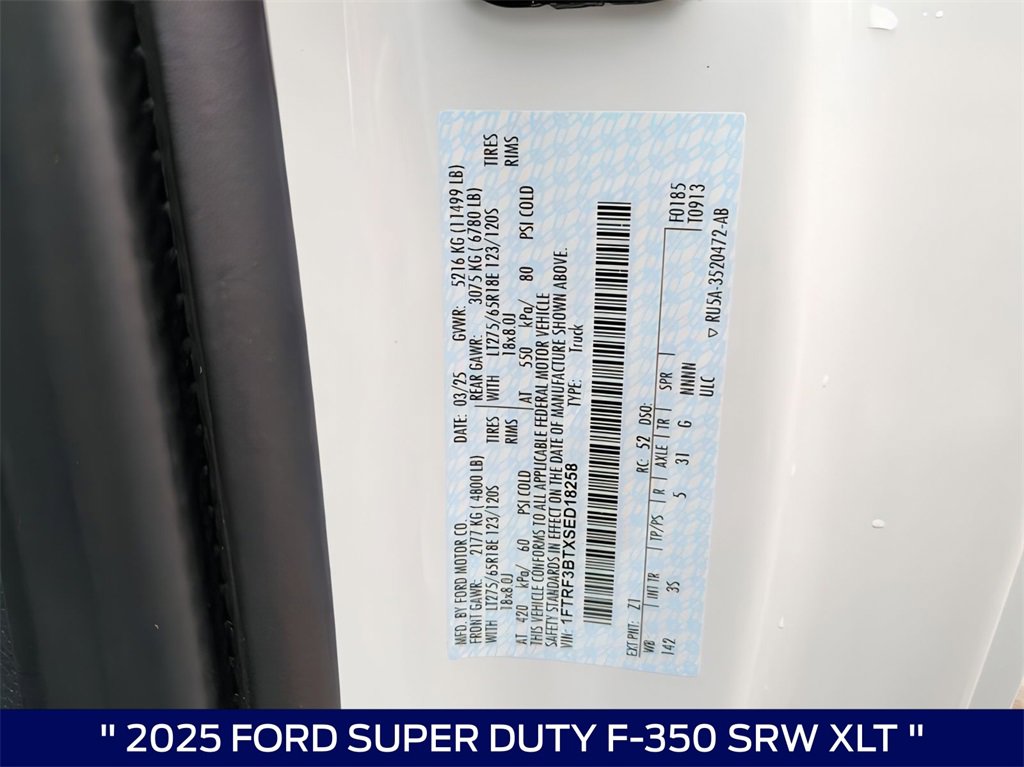 MFD. BY FORD MOTOR CO. DATE: 03/25 GVWR: 5216 KG (11499 LB)
FRONT GAWR: 2177 KG ( 4800 LB) REAR GAWR: 3075 KG ( 6780 LB)
WITH LT275/65R18E 123/120S TIRES WITH LT275/65R18E 123/120S TIRES
18x8.0J RIMS 18x8.0J RIMS
AT 420 kPa/ 60 PSI COLD AT 550 kPa/ 80 PSI COLD
THIS VEHICLE CONFORMS TO ALL APPLICABLE FEDERAL MOTOR VEHICLE
SAFETY STANDARDS IN EFFECT ON THE DATE OF MANUFACTURE SHOWN ABOVE.
VIN: 1FTRF3BTXSED18258 TYPE: Truck
EXT PNT: Z1 RC: 52 DSO: F0185
WB INT TR TP/PS R AXLE TR SPR T0913
142 3S 5 31 G NNNN
ULC
▽ RU5A-3520472-AB
" 2025 FORD SUPER DUTY F-350 SRW XLT "